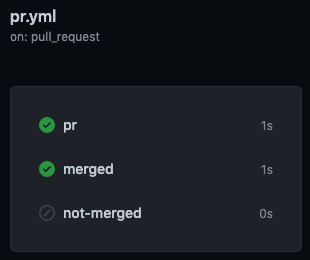 pr.yml
on: pull_request
pr 1s
merged 1s
not-merged 0s